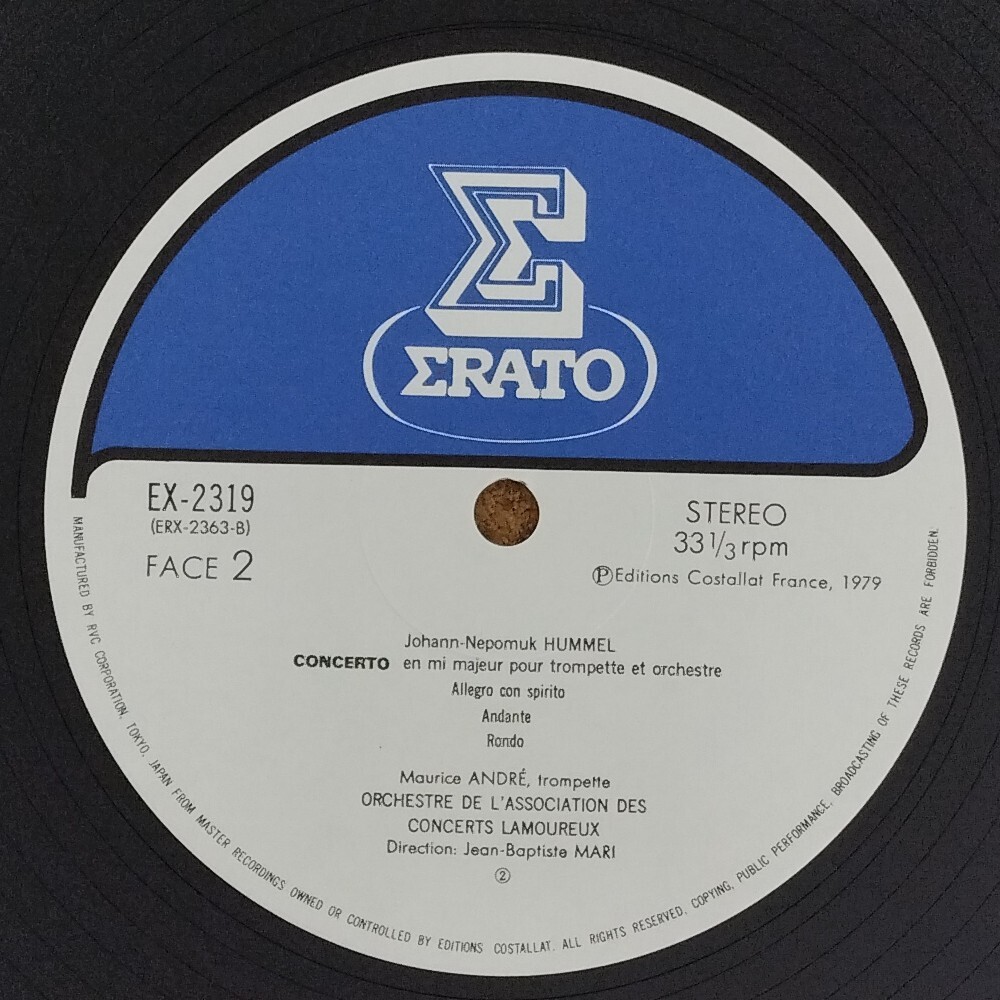 Σ
ΣRATO
EX-2319
(ERX-2363-B)
FACE 2
STEREO
33 1/3 rpm
ⓅEditions Costallat France, 1979
Johann-Nepomuk HUMMEL
CONCERTO en mi majeur pour trompette et orchestre
Allegro con spirito
Andante
Rondo
Maurice ANDRÉ, trompette
ORCHESTRE DE L'ASSOCIATION DES
CONCERTS LAMOUREUX
Direction: Jean-Baptiste MARI
②
MANUFACTURED BY RVC CORPORATION, TOKYO, JAPAN FROM MASTER RECORDINGS OWNED OR CONTROLLED BY EDITIONS COSTALLAT. ALL RIGHTS RESERVED, COPYING, PUBLIC PERFORMANCE, BROADCASTING OF THESE RECORDS ARE FORBIDDEN.